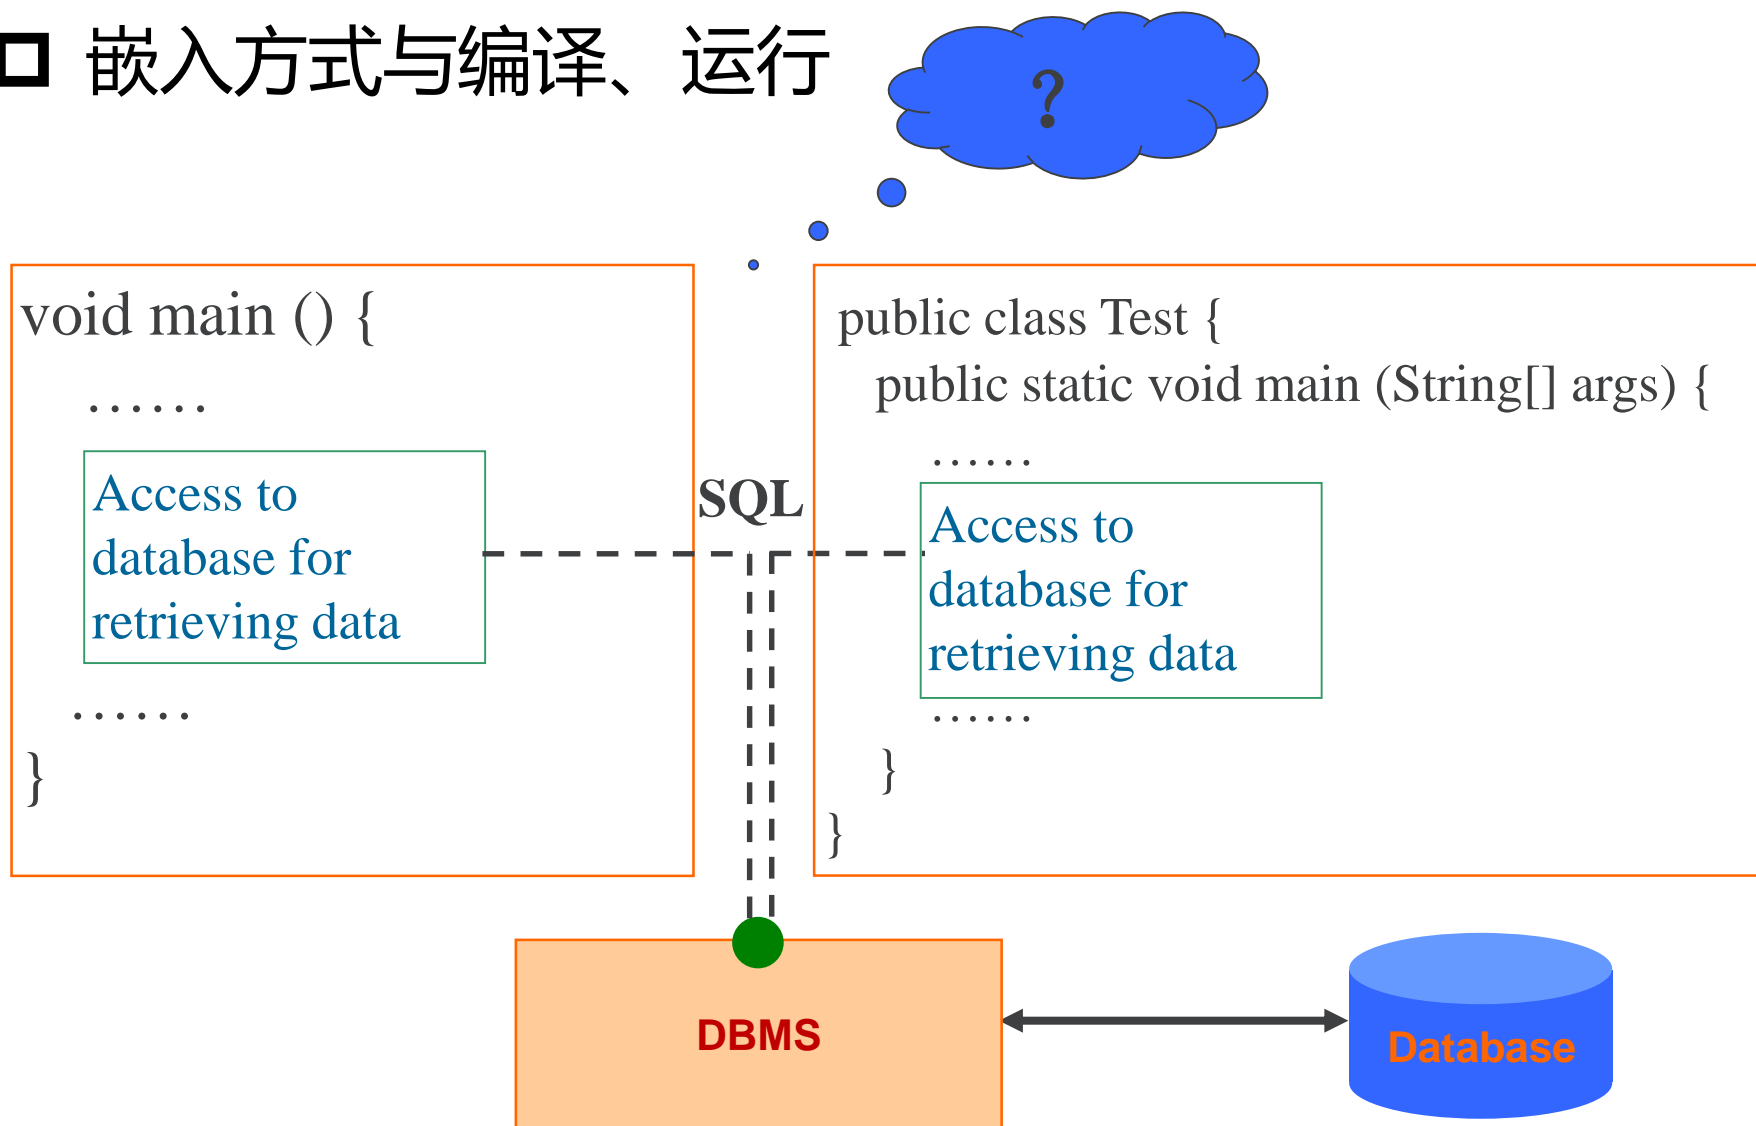 嵌入方式与编译、运行
?
void main () {
……
Access to
database for
retrieving data
……
}
SQL
public class Test {
public static void main (String[] args) {
……
Access to
database for
retrieving data
……
}
}
DBMS
Database